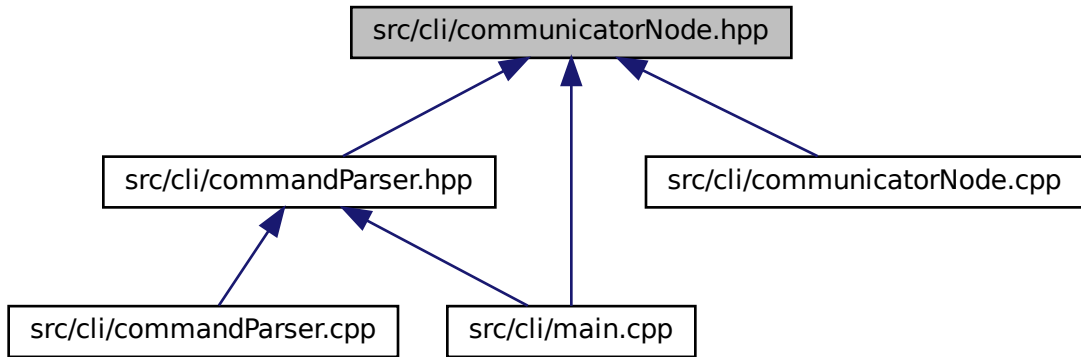 src/cli/communicatorNode.hpp
src/cli/commandParser.hpp
src/cli/communicatorNode.cpp
src/cli/commandParser.cpp
src/cli/main.cpp